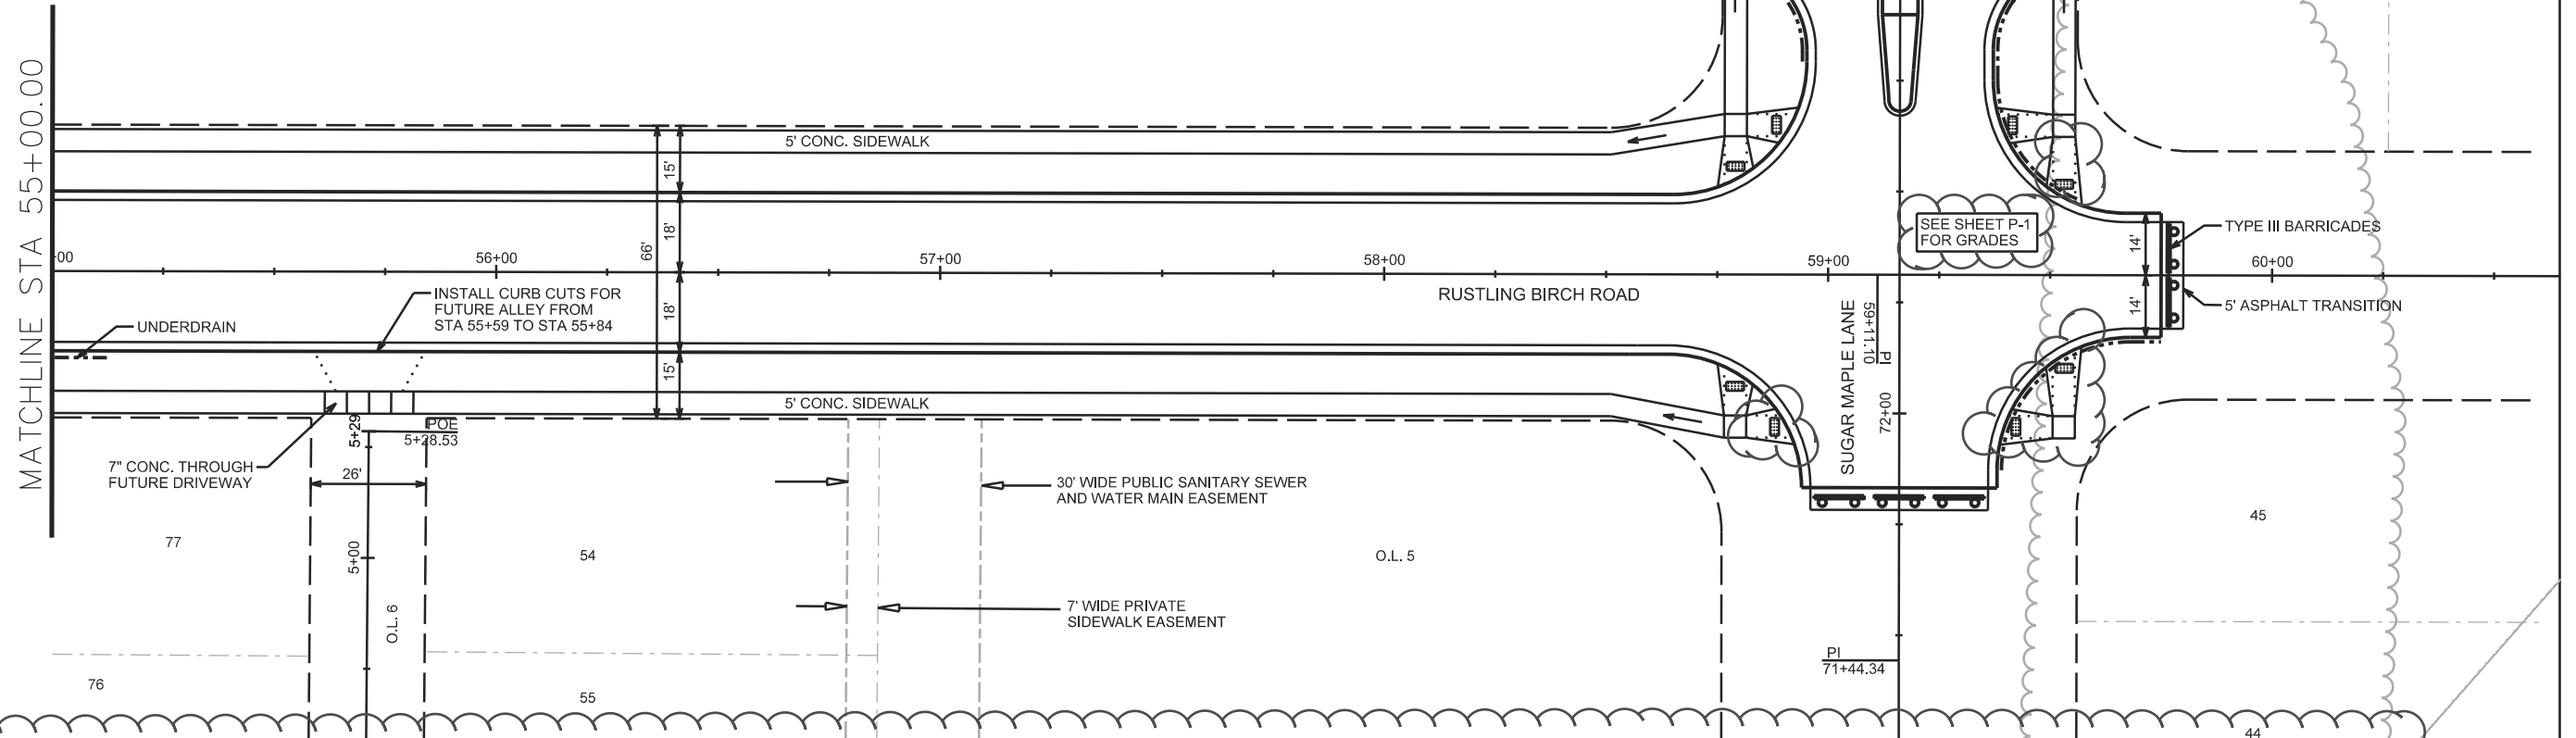 MATCHLINE STA 55+00.00
5' CONC. SIDEWALK
15'
18'
66'
18'
15'
+00
56+00
57+00
58+00
59+00
60+00
SEE SHEET P-1
FOR GRADES
14'
14'
TYPE III BARRICADES
5' ASPHALT TRANSITION
RUSTLING BIRCH ROAD
INSTALL CURB CUTS FOR
FUTURE ALLEY FROM
STA 55+59 TO STA 55+84
UNDERDRAIN
SUGAR MAPLE LANE
PI
59+11.10
72+00
5' CONC. SIDEWALK
5+29
POE
5+28.53
7" CONC. THROUGH
FUTURE DRIVEWAY
26'
30' WIDE PUBLIC SANITARY SEWER
AND WATER MAIN EASEMENT
77
5+00
54
O.L. 5
45
O.L. 6
7' WIDE PRIVATE
SIDEWALK EASEMENT
PI
71+44.34
76
55
44